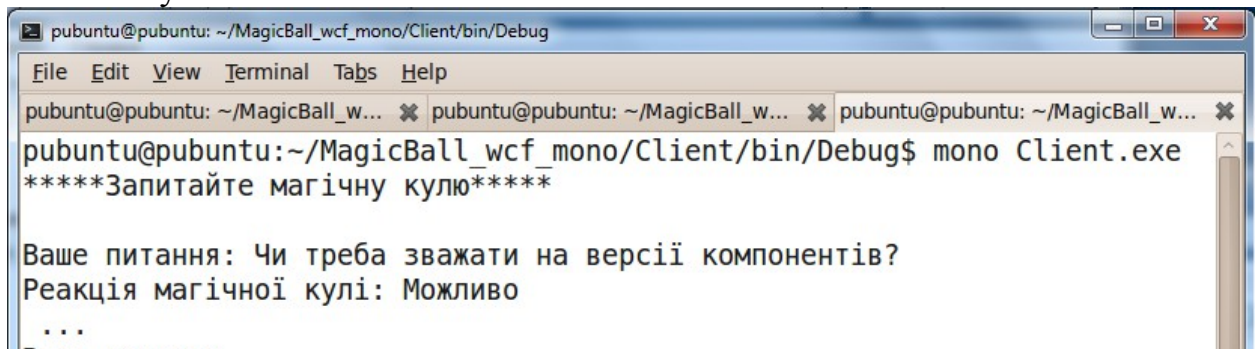 pubuntu@pubuntu: ~/MagicBall_wcf_mono/Client/bin/Debug
File Edit View Terminal Tabs Help
pubuntu@pubuntu: ~/MagicBall_w... pubuntu@pubuntu: ~/MagicBall_w... pubuntu@pubuntu: ~/MagicBall_w...
pubuntu@pubuntu:~/MagicBall_wcf_mono/Client/bin/Debug$ mono Client.exe
*****Запитайте магічну кулю*****
Ваше питання: Чи треба зважати на версії компонентів?
Реакція магічної кулі: Можливо
...